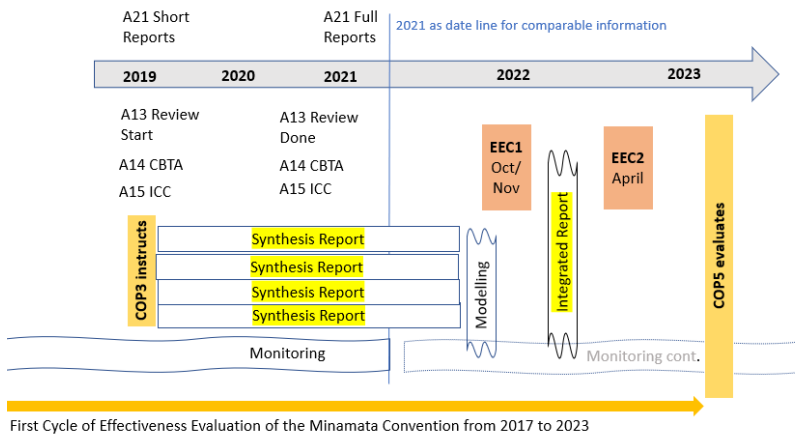 A21 Short
Reports
A21 Full
Reports
2021 as date line for comparable information
2019
2020
2021
2022
2023
A13 Review
Start
A14 CBTA
A15 ICC
A13 Review
Done
A14 CBTA
A15 ICC
EEC1
Oct/
Nov
EEC2
April
COP3 instructs
Synthesis Report
Synthesis Report
Synthesis Report
Synthesis Report
Modelling
Integrated Report
COP5 evaluates
Monitoring
Monitoring cont.
First Cycle of Effectiveness Evaluation of the Minamata Convention from 2017 to 2023